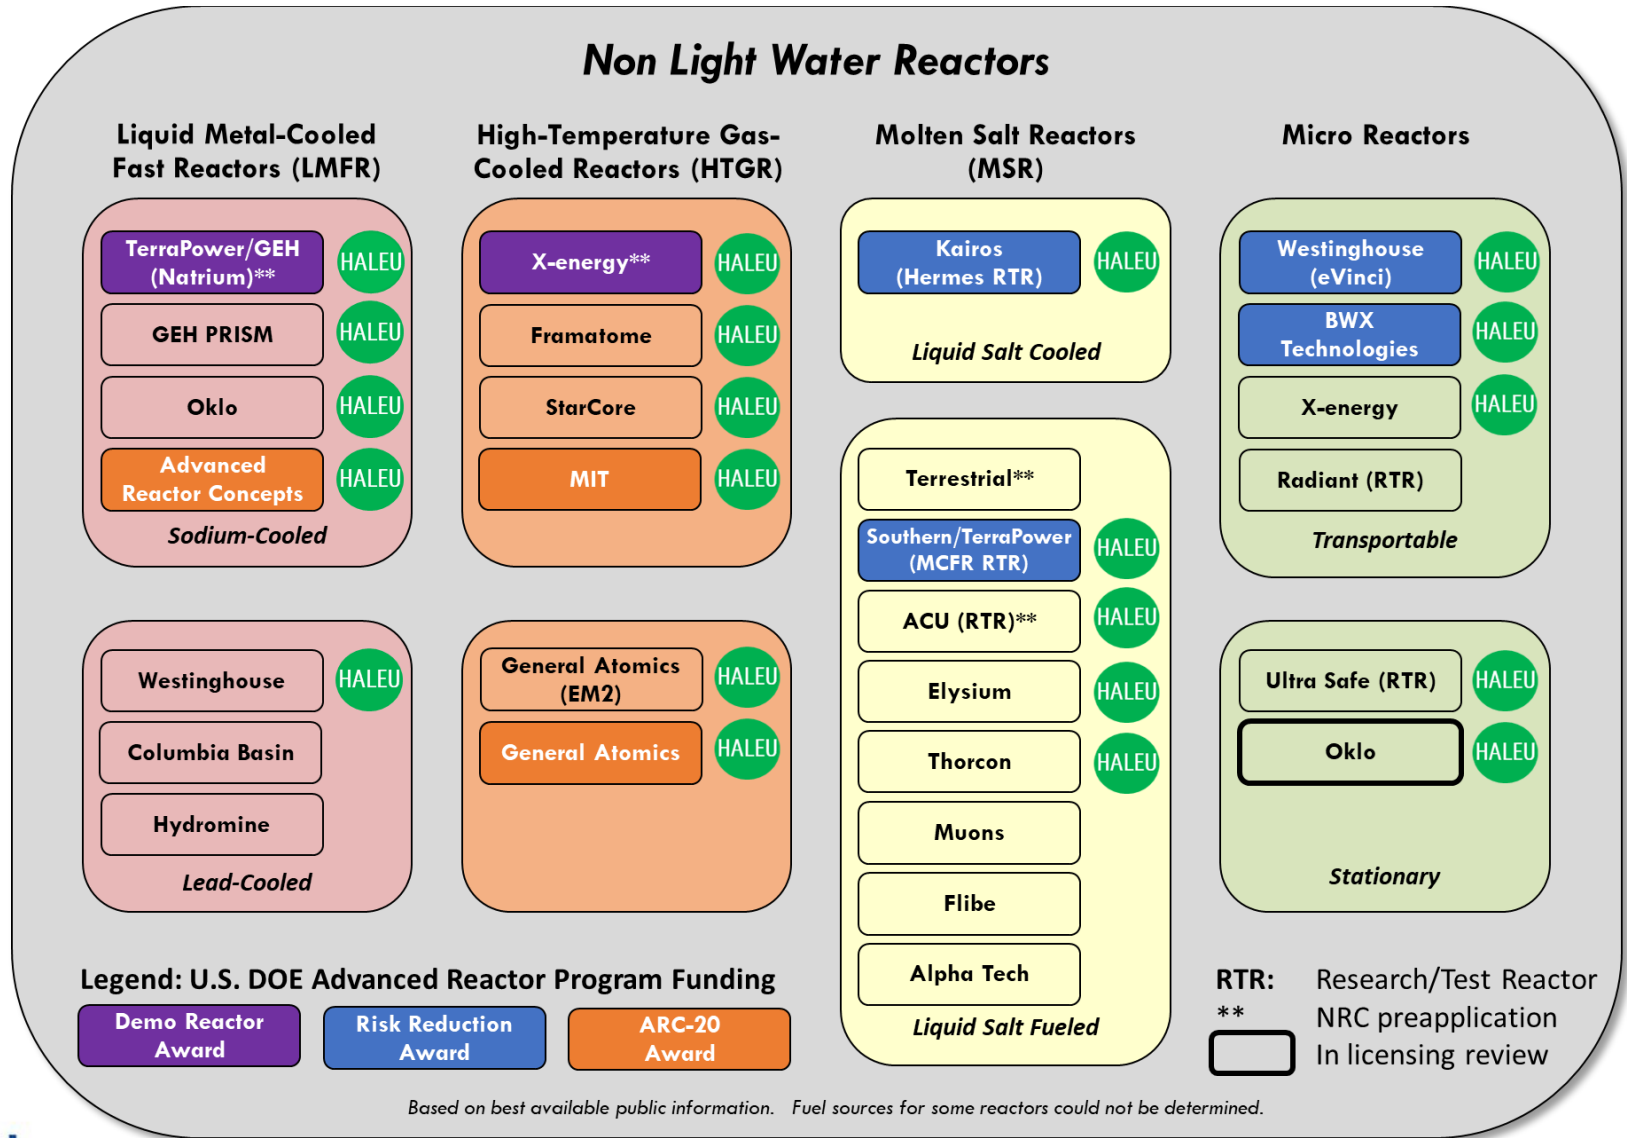 Non Light Water Reactors
Liquid Metal-Cooled
Fast Reactors (LMFR)
TerraPower/GEH
(Natrium)**
HALEU
GEH PRISM
HALEU
Oklo
HALEU
Advanced
Reactor Concepts
HALEU
Sodium-Cooled
Westinghouse
HALEU
Columbia Basin
Hydromine
Lead-Cooled
High-Temperature Gas-
Cooled Reactors (HTGR)
X-energy**
HALEU
Framatome
HALEU
StarCore
HALEU
MIT
HALEU
General Atomics
(EM2)
HALEU
General Atomics
HALEU
Molten Salt Reactors
(MSR)
Kairos
(Hermes RTR)
HALEU
Liquid Salt Cooled
Terrestrial**
Southern/TerraPower
(MCFR RTR)
HALEU
ACU (RTR)**
HALEU
Elysium
HALEU
Thorcon
HALEU
Muons
Flibe
Alpha Tech
Liquid Salt Fueled
Micro Reactors
Westinghouse
(eVinci)
HALEU
BWX
Technologies
HALEU
X-energy
HALEU
Radiant (RTR)
Transportable
Ultra Safe (RTR)
HALEU
Oklo
HALEU
Stationary
Legend: U.S. DOE Advanced Reactor Program Funding
Demo Reactor
Award
Risk Reduction
Award
ARC-20
Award
RTR: Research/Test Reactor
** NRC preapplication
In licensing review
Based on best available public information. Fuel sources for some reactors could not be determined.